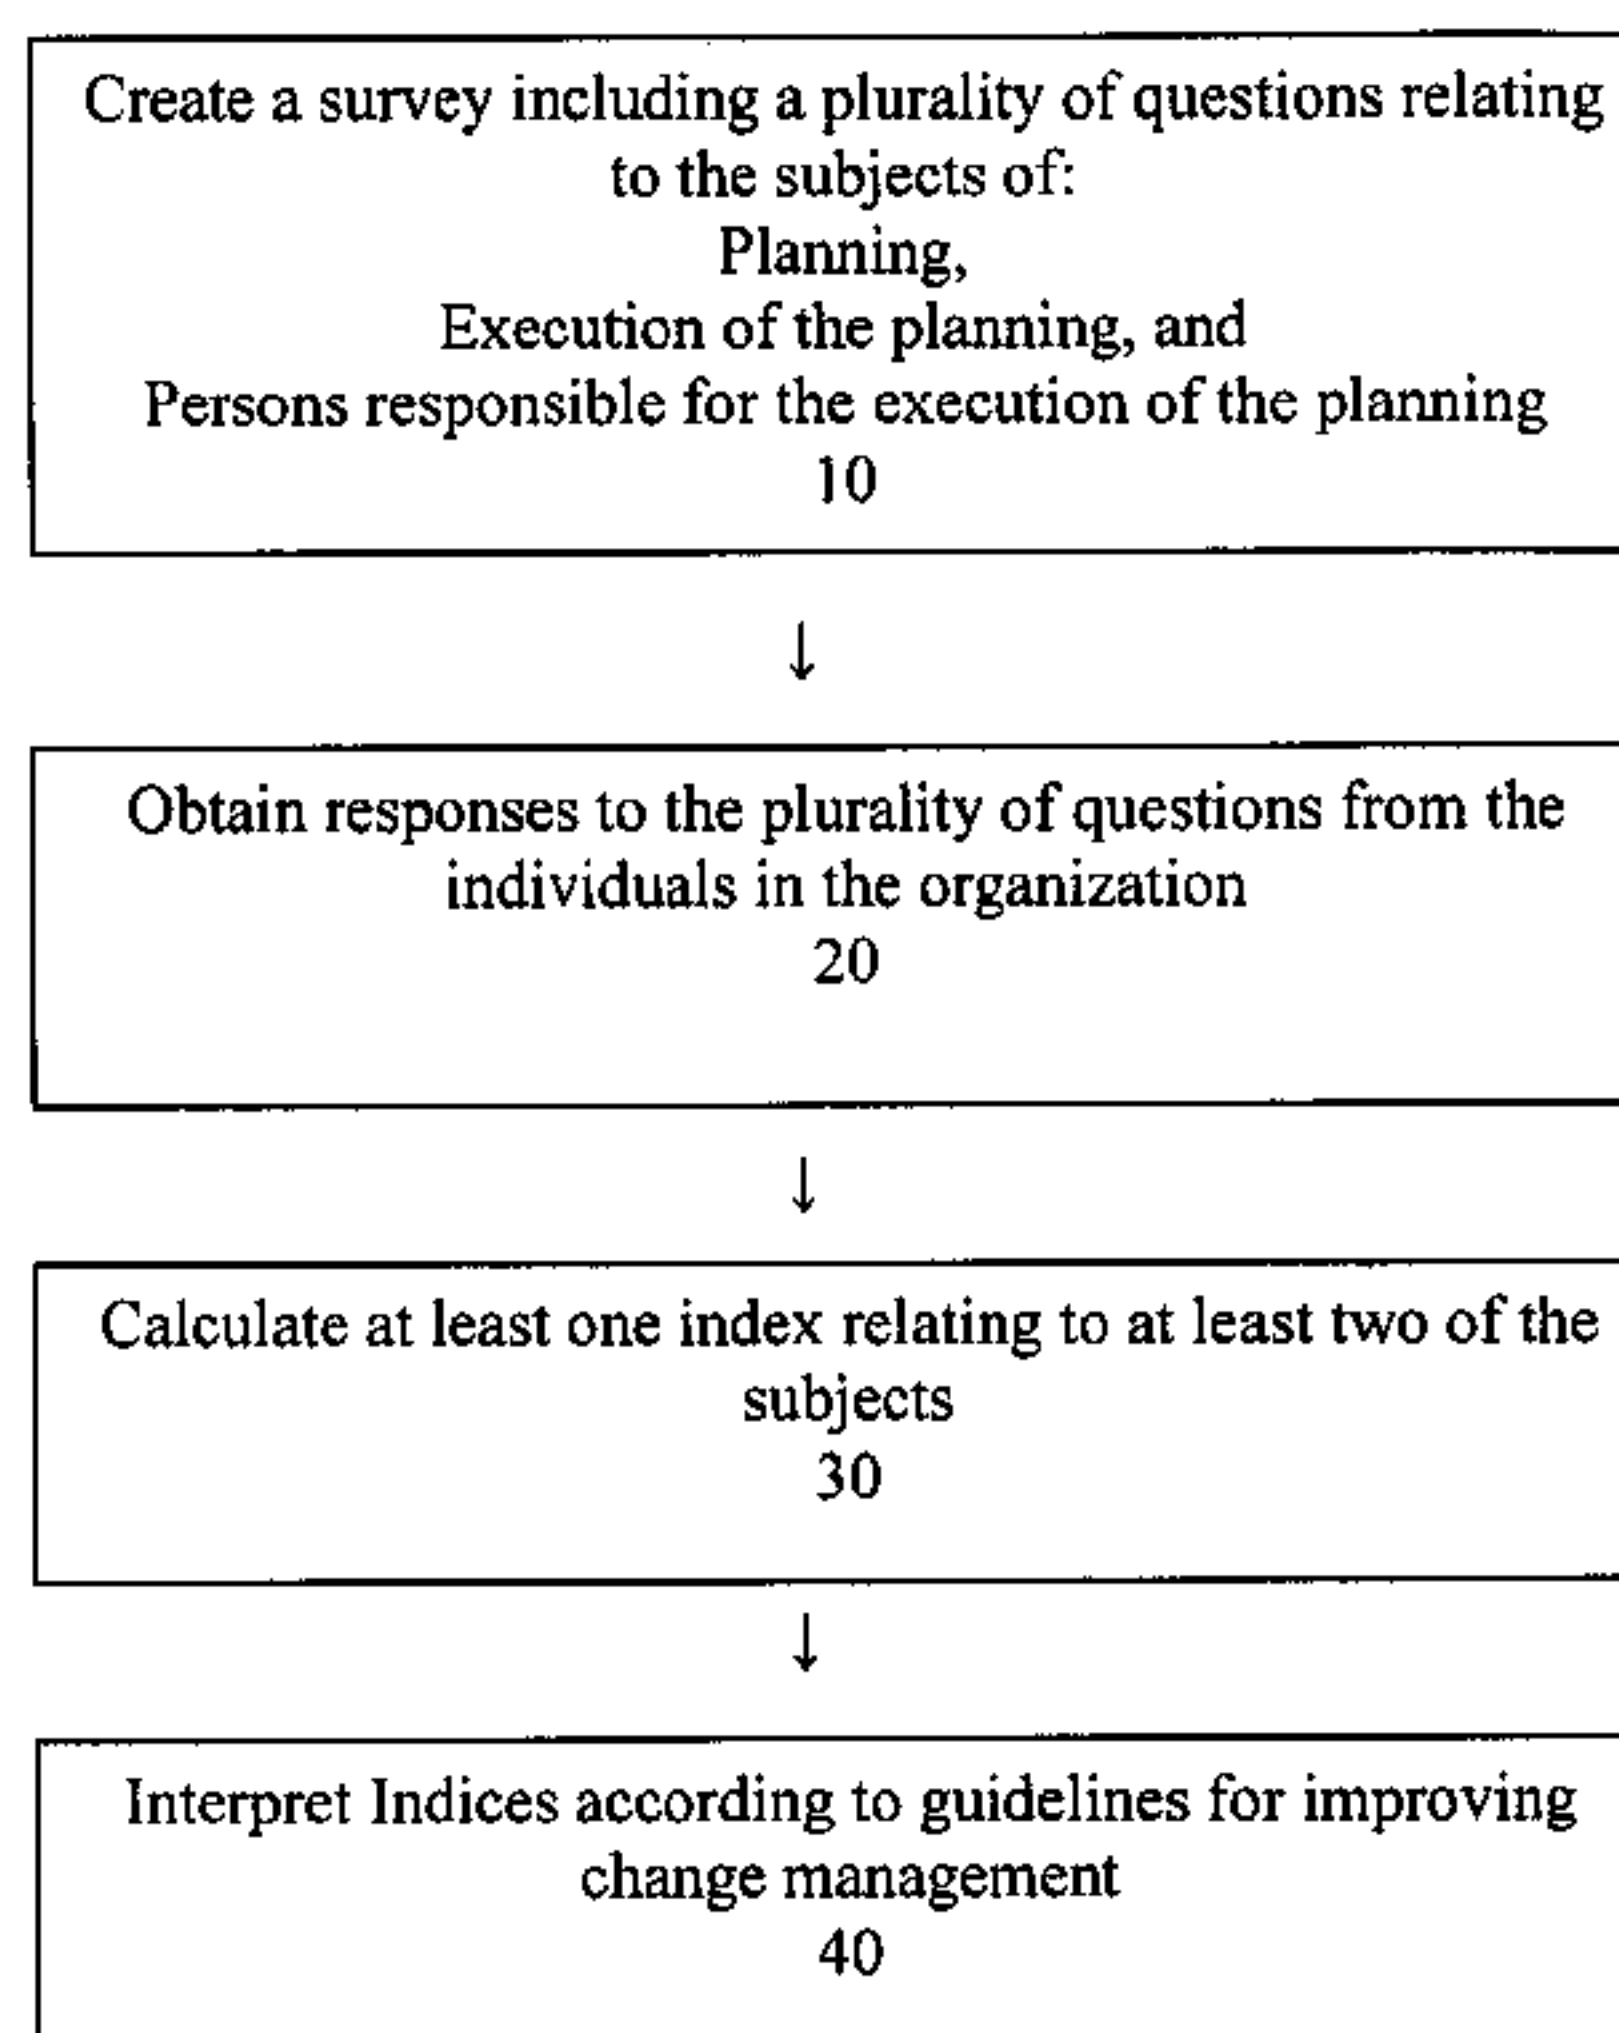 Create a survey including a plurality of questions relating
to the subjects of:
Planning,
Execution of the planning, and
Persons responsible for the execution of the planning
10
↓
Obtain responses to the plurality of questions from the
individuals in the organization
20
↓
Calculate at least one index relating to at least two of the
subjects
30
↓
Interpret Indices according to guidelines for improving
change management
40